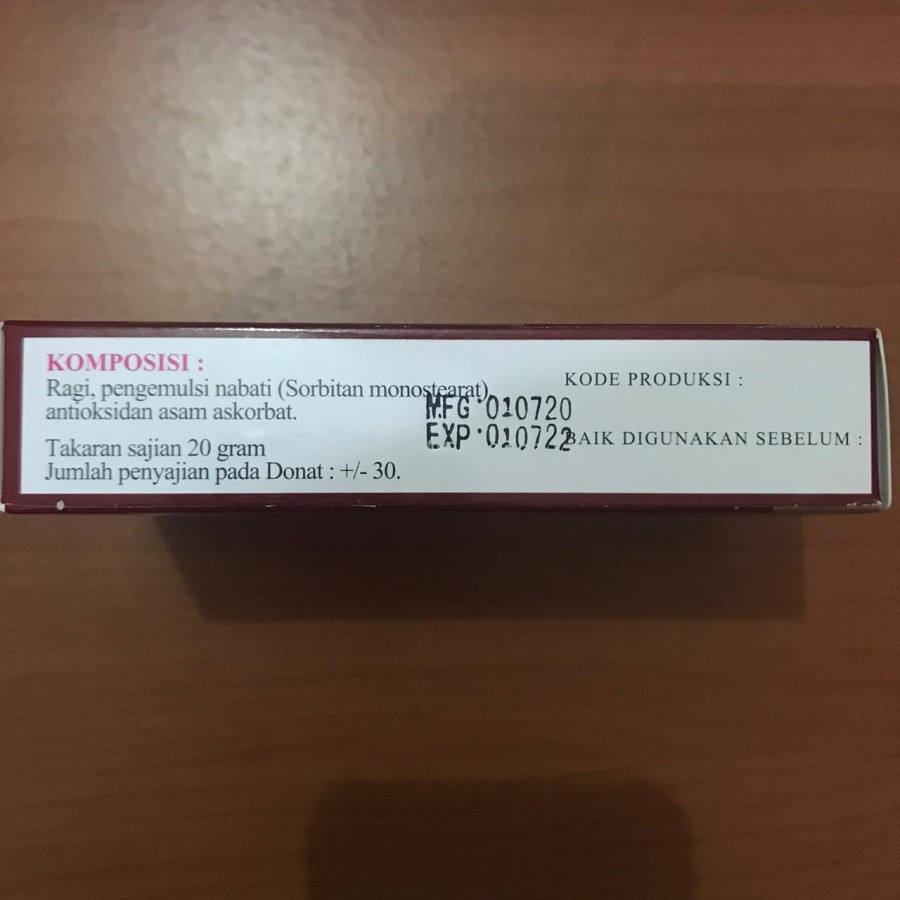 KOMPOSISI :
Ragi, pengemulsi nabati (Sorbitan monostearat),
antioksidan asam askorbat.
Takaran sajian 20 gram
Jumlah penyajian pada Donat : +/- 30.
MFG·010720
EXP·010722
KODE PRODUKSI :
BAIK DIGUNAKAN SEBELUM :